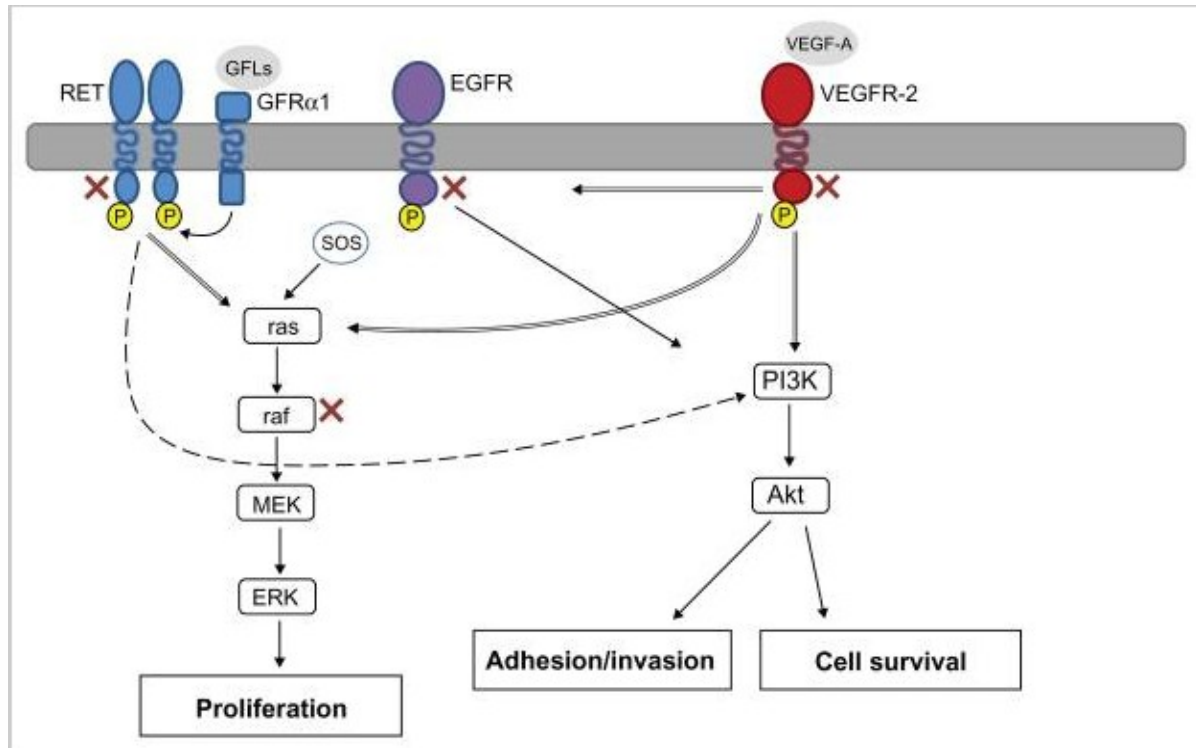 VEGF-A
GFLs
RET
GFRα1
EGFR
VEGFR-2
P
P
P
P
SOS
ras
PI3K
raf
Akt
MEK
ERK
Adhesion/invasion
Cell survival
Proliferation